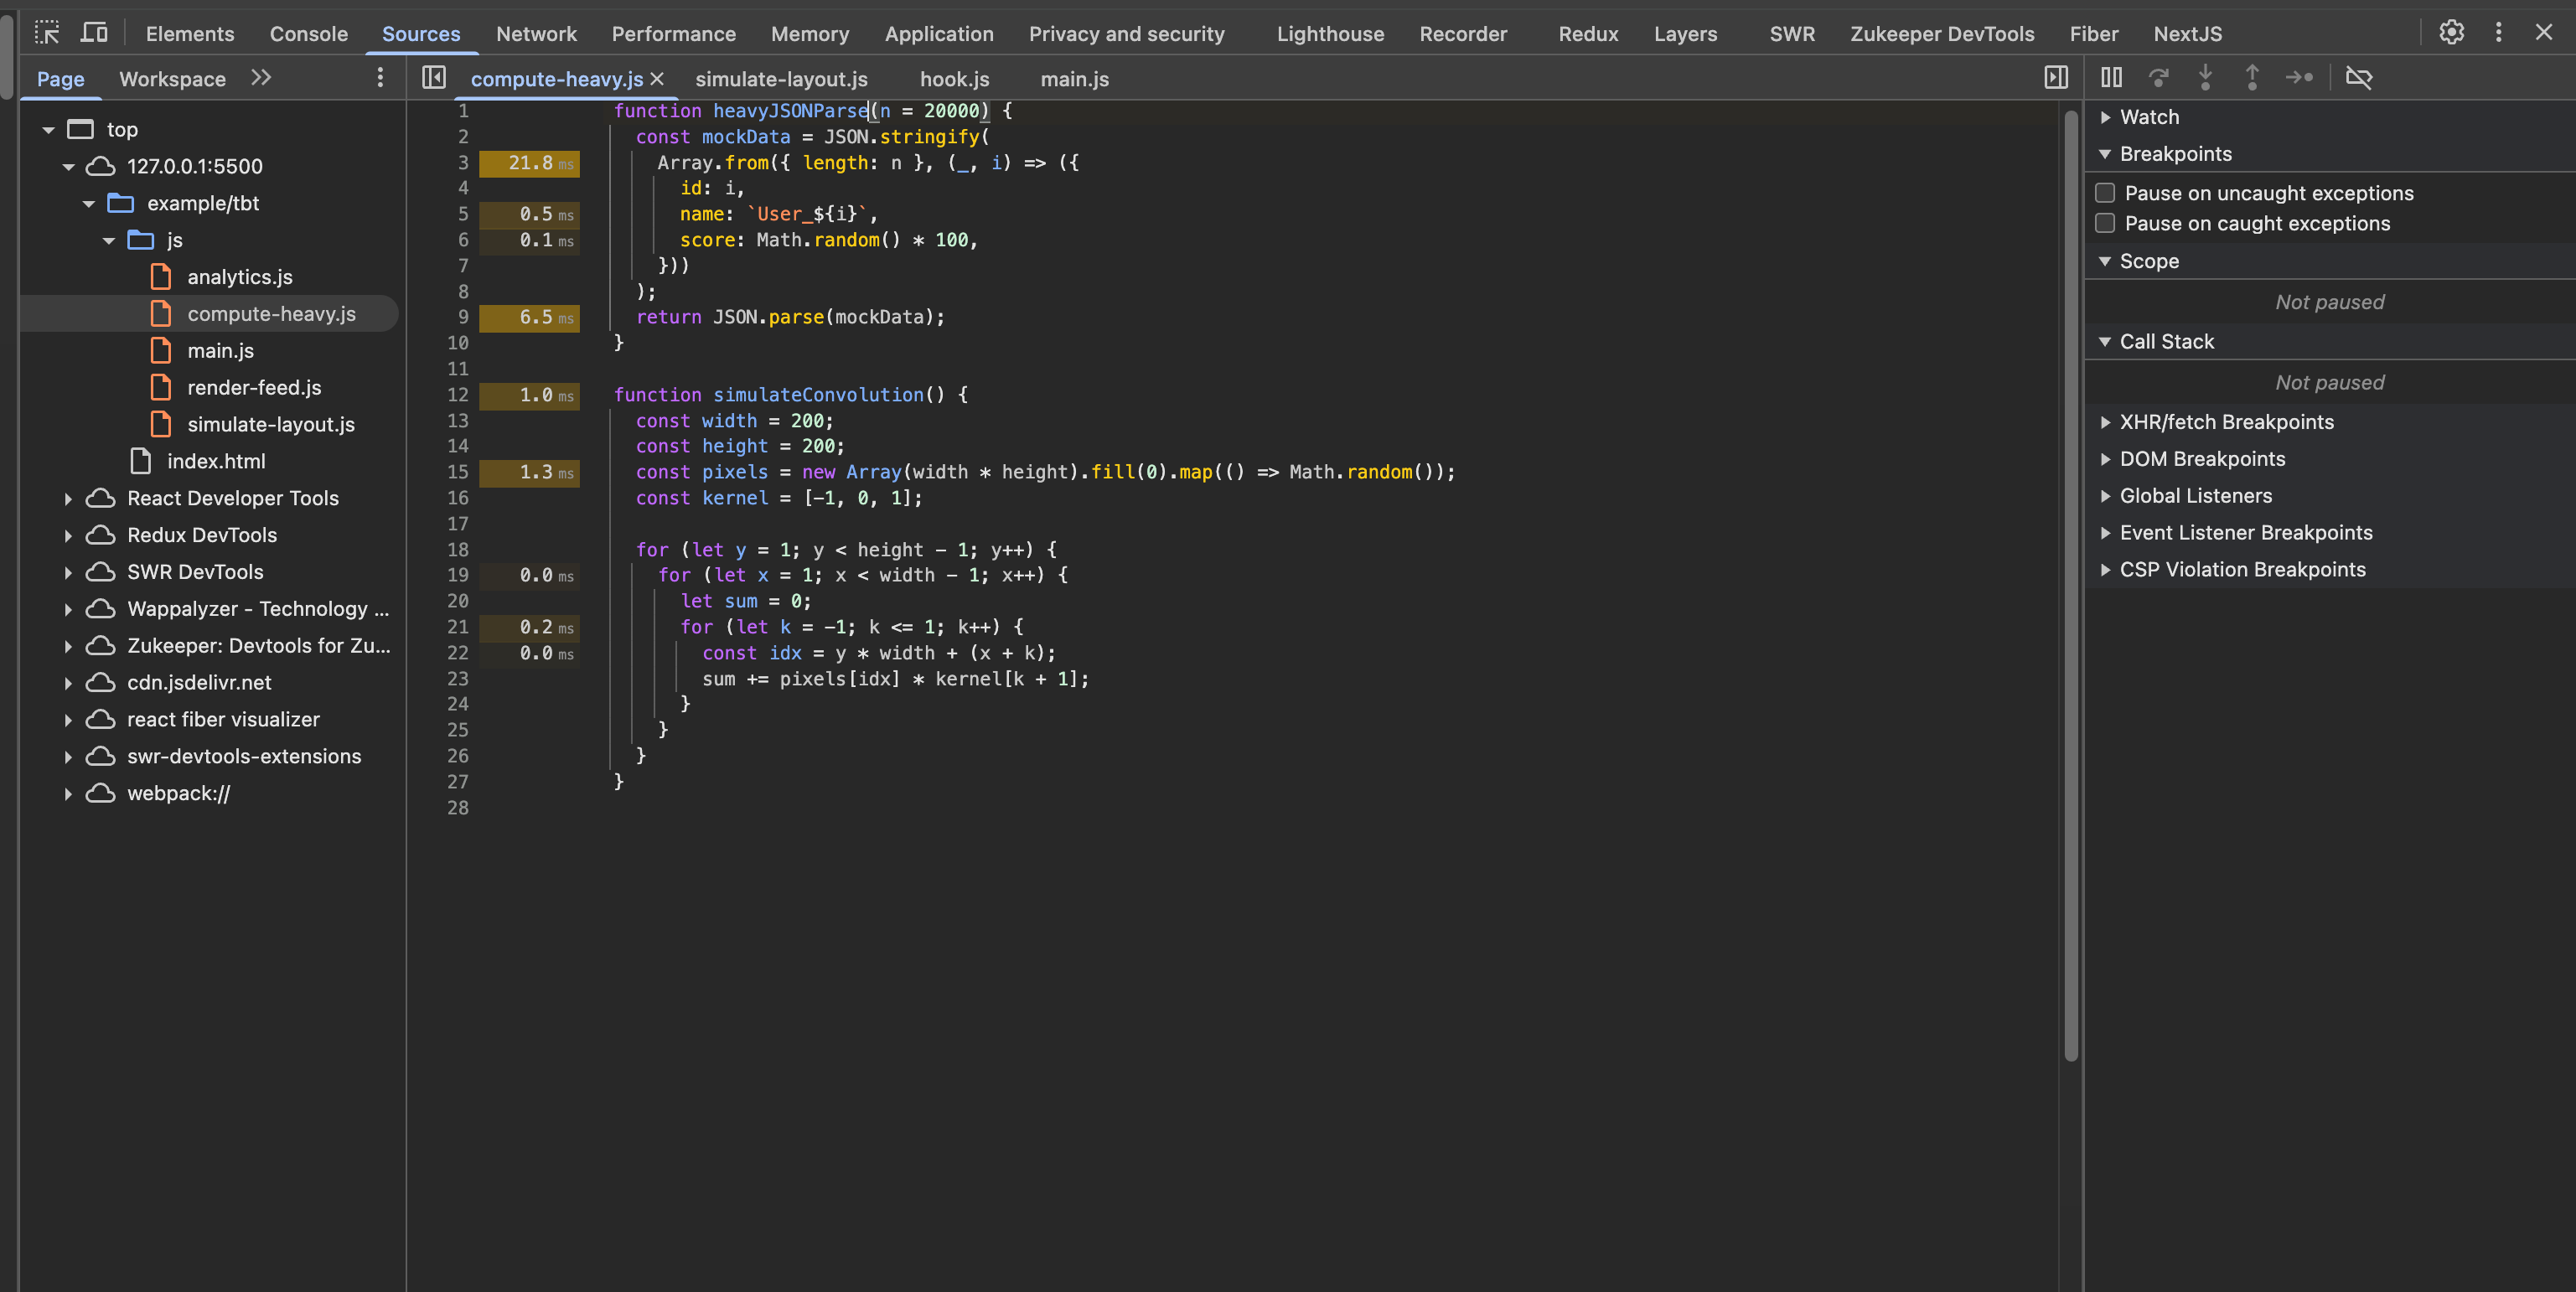 Elements Console Sources Network Performance Memory Application Privacy and security Lighthouse Recorder Redux Layers SWR Zukeeper DevTools Fiber NextJS
Page Workspace
compute-heavy.js simulate-layout.js hook.js main.js
top
127.0.0.1:5500
example/tbt
js
analytics.js
compute-heavy.js
main.js
render-feed.js
simulate-layout.js
index.html
React Developer Tools
Redux DevTools
SWR DevTools
Wappalyzer - Technology ...
Zukeeper: Devtools for Zu...
cdn.jsdelivr.net
react fiber visualizer
swr-devtools-extensions
webpack://
1 function heavyJSONParse(n = 20000) {
2 const mockData = JSON.stringify(
3 21.8 ms Array.from({ length: n }, (_, i) => ({
4 id: i,
5 0.5 ms name: `User_${i}`,
6 0.1 ms score: Math.random() * 100,
7 }))
8 );
9 6.5 ms return JSON.parse(mockData);
10 }
11
12 1.0 ms function simulateConvolution() {
13 const width = 200;
14 const height = 200;
15 1.3 ms const pixels = new Array(width * height).fill(0).map(() => Math.random());
16 const kernel = [-1, 0, 1];
17
18 for (let y = 1; y < height - 1; y++) {
19 0.0 ms for (let x = 1; x < width - 1; x++) {
20 let sum = 0;
21 0.2 ms for (let k = -1; k <= 1; k++) {
22 0.0 ms const idx = y * width + (x + k);
23 sum += pixels[idx] * kernel[k + 1];
24 }
25 }
26 }
27 }
28
Watch
Breakpoints
Pause on uncaught exceptions
Pause on caught exceptions
Scope
Not paused
Call Stack
Not paused
XHR/fetch Breakpoints
DOM Breakpoints
Global Listeners
Event Listener Breakpoints
CSP Violation Breakpoints